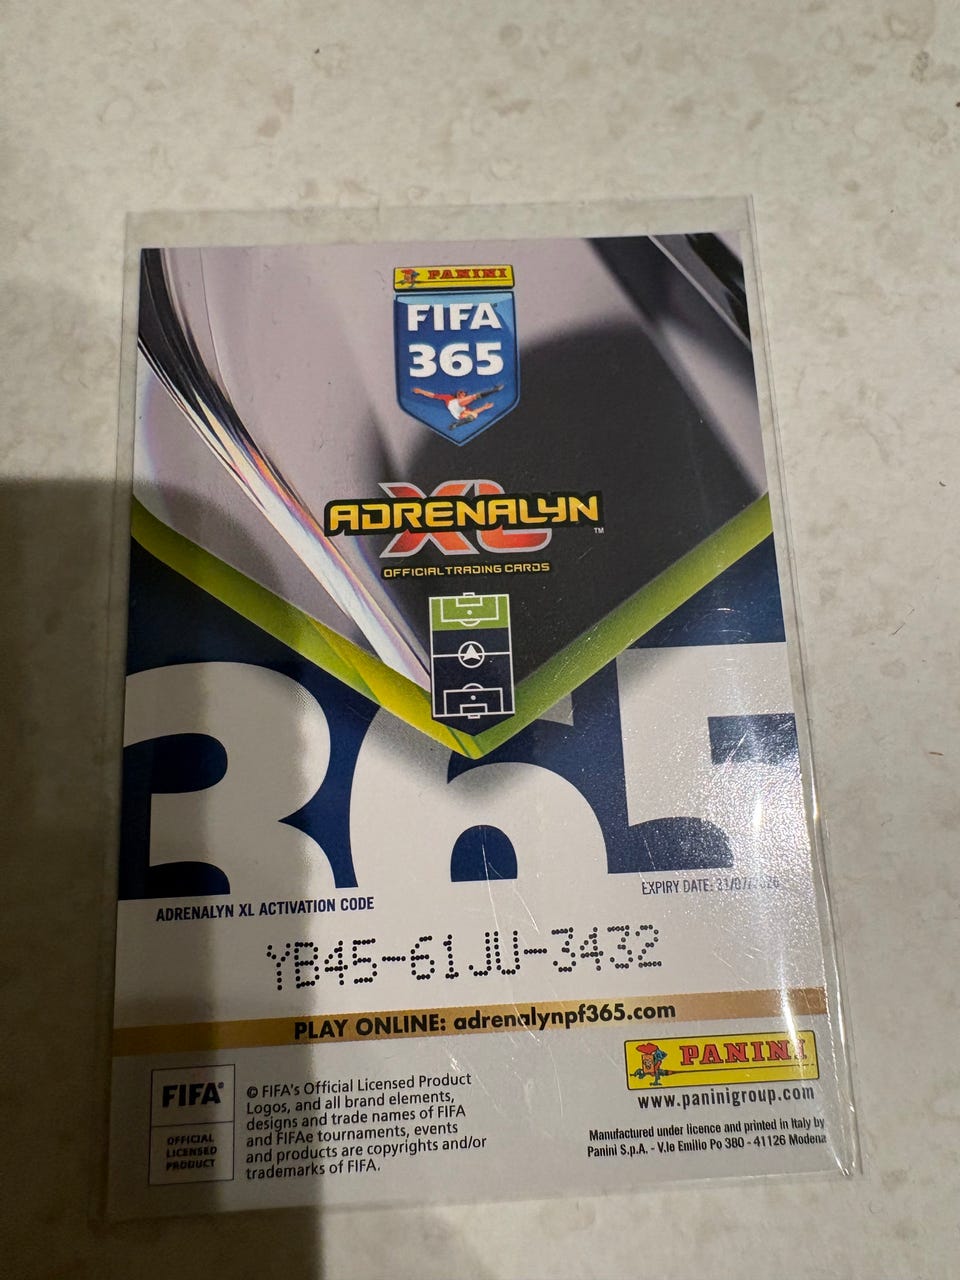 PANINI
FIFA
365
ADRENALYN
XL
™
OFFICIAL TRADING CARDS
365
EXPIRY DATE: 31/07/2026
ADRENALYN XL ACTIVATION CODE
YB45-61JU-3432
PLAY ONLINE: adrenalynpf365.com
PANINI
www.paninigroup.com
FIFA®
OFFICIAL
LICENSED
PRODUCT
© FIFA's Official Licensed Product
Logos, and all brand elements,
designs and trade names of FIFA
and FIFAe tournaments, events
and products are copyrights and/or
trademarks of FIFA.
Manufactured under licence and printed in Italy by
Panini S.p.A. - V.le Emilio Po 380 - 41126 Modena